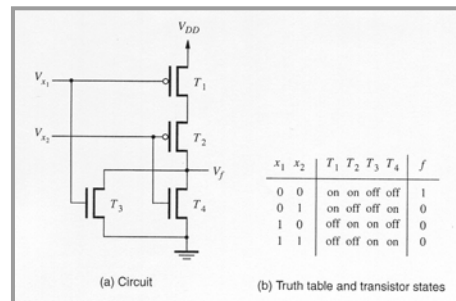 V_DD
V_x1
T_1
V_x2
T_2
V_f
T_3
T_4
(a) Circuit
x_1 x_2 T_1 T_2 T_3 T_4 f
0 0 on on off off 1
0 1 on off off on 0
1 0 off on on off 0
1 1 off off on on 0
(b) Truth table and transistor states